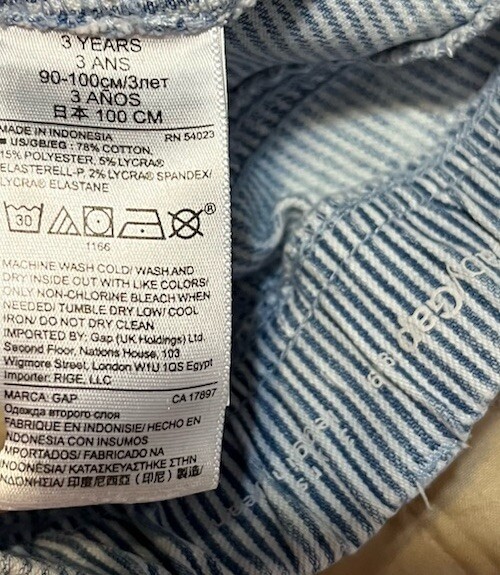 3 YEARS
3 ANS
90-100см/3лет
3 AÑOS
日本 100 CM
MADE IN INDONESIA RN 54023
■ US/GB/EG : 78% COTTON,
15% POLYESTER, 5% LYCRA®
ELASTERELL-P, 2% LYCRA® SPANDEX/
LYCRA® ELASTANE
30
®
1166
MACHINE WASH COLD/ WASH AND
DRY INSIDE OUT WITH LIKE COLORS/
ONLY NON-CHLORINE BLEACH WHEN
NEEDED/ TUMBLE DRY LOW/ COOL
IRON/ DO NOT DRY CLEAN
IMPORTED BY: Gap (UK Holdings) Ltd.
Second Floor, Nations House, 103
Wigmore Street, London W1U 1QS Egypt
Importer: RIGE, LLC
MARCA: GAP CA 17897
Одежда второго слоя
FABRIQUE EN INDONÉSIE/ HECHO EN
INDONESIA CON INSUMOS
IMPORTADOS/ FABRICADO NA
INDONÉSIA/ ΚΑΤΑΣΚΕΥΑΣΤΗΚΕ ΣΤΗΝ
ΙΝΔΟΝΗΣΙΑ/ 印度尼西亞 (印尼) 製造/
byGap